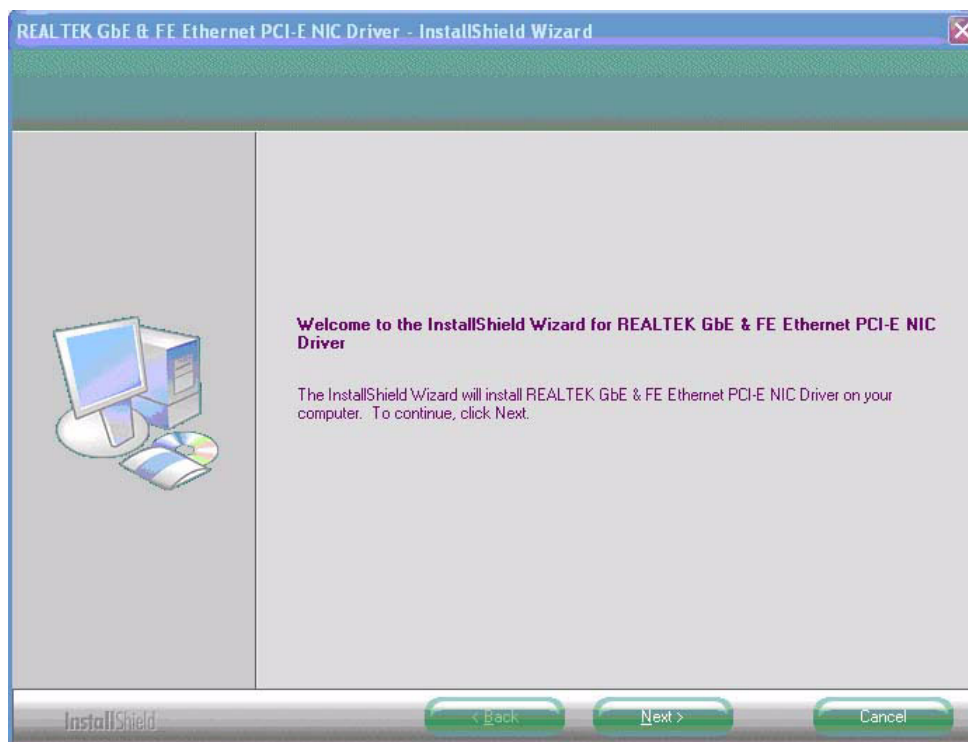 REALTEK GbE & FE Ethernet PCI-E NIC Driver - InstallShield Wizard
Welcome to the InstallShield Wizard for REALTEK GbE & FE Ethernet PCI-E NIC
Driver
The InstallShield Wizard will install REALTEK GbE & FE Ethernet PCI-E NIC Driver on your
computer. To continue, click Next.
InstallShield
< Back
Next >
Cancel